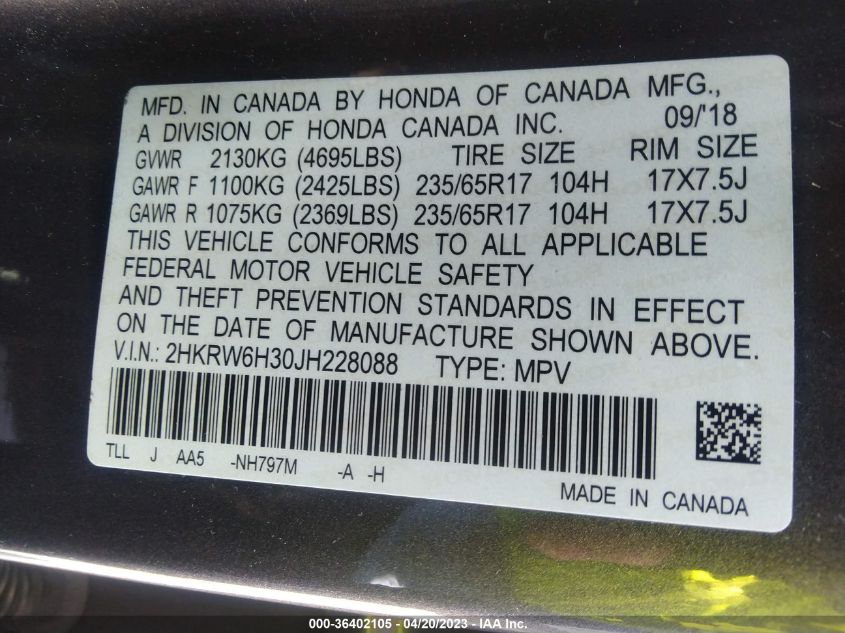 MFD. IN CANADA BY HONDA OF CANADA MFG.,
A DIVISION OF HONDA CANADA INC. 09/'18
GVWR 2130KG (4695LBS) TIRE SIZE RIM SIZE
GAWR F 1100KG (2425LBS) 235/65R17 104H 17X7.5J
GAWR R 1075KG (2369LBS) 235/65R17 104H 17X7.5J
THIS VEHICLE CONFORMS TO ALL APPLICABLE
FEDERAL MOTOR VEHICLE SAFETY
AND THEFT PREVENTION STANDARDS IN EFFECT
ON THE DATE OF MANUFACTURE SHOWN ABOVE.
V.I.N.: 2HKRW6H30JH228088 TYPE: MPV
TLL J AA5 -NH797M -A -H
MADE IN CANADA
000-36402105 - 04/20/2023 - IAA Inc.